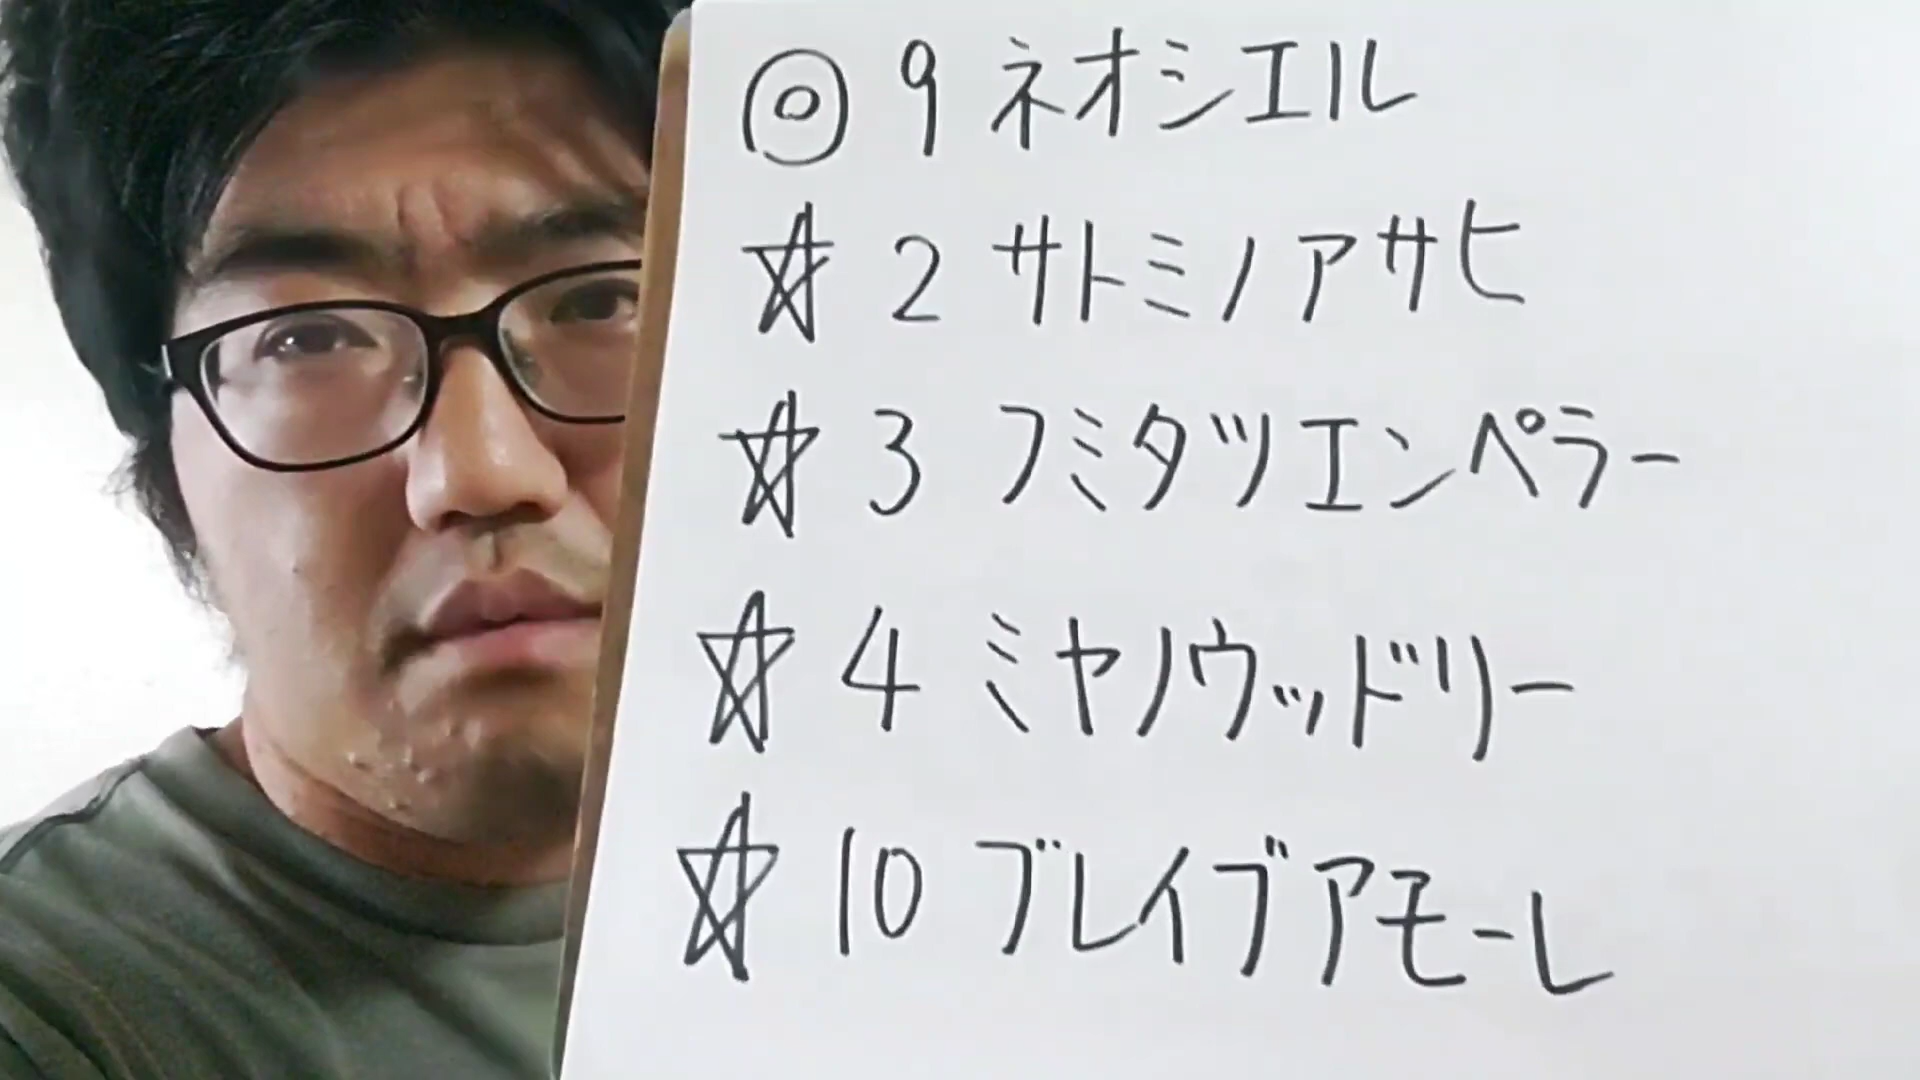 ◎ 9 ネオシエル
☆ 2 サトミノアサヒ
☆ 3 フミタツエンペラー
☆ 4 ミヤノウッドリー
☆ 10 ブレイブアモーレ